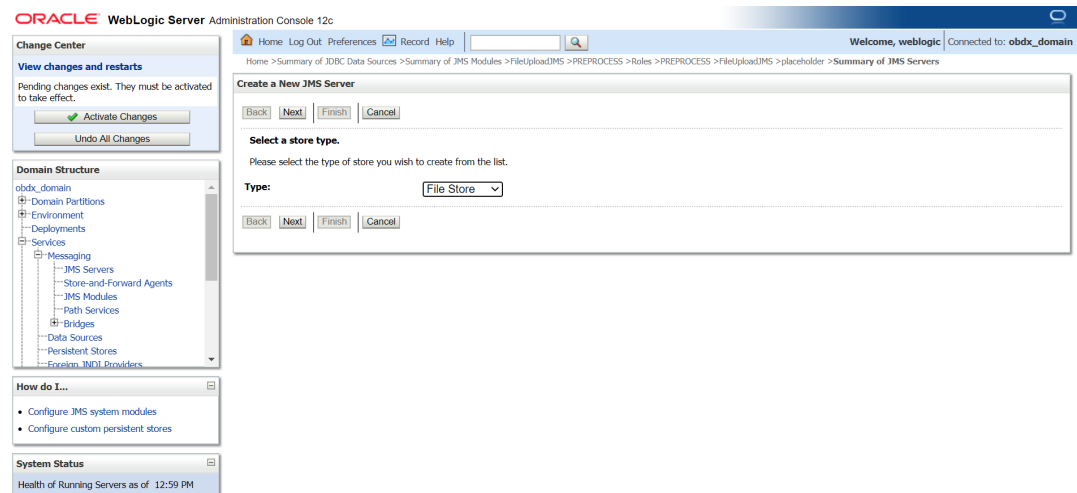 ORACLE WebLogic Server Administration Console 12c
Change Center
View changes and restarts
Pending changes exist. They must be activated
to take effect.
Activate Changes
Undo All Changes
Domain Structure
obdx_domain
Domain Partitions
Environment
Deployments
Services
Messaging
JMS Servers
Store-and-Forward Agents
JMS Modules
Path Services
Bridges
Data Sources
Persistent Stores
Foreign JNDI Providers
How do I...
Configure JMS system modules
Configure custom persistent stores
System Status
Health of Running Servers as of 12:59 PM
Home Log Out Preferences Record Help
Welcome, weblogic Connected to: obdx_domain
Home >Summary of JDBC Data Sources >Summary of JMS Modules >FileUploadJMS >PREPROCESS >Roles >PREPROCESS >FileUploadJMS >placeholder >Summary of JMS Servers
Create a New JMS Server
Back Next Finish Cancel
Select a store type.
Please select the type of store you wish to create from the list.
Type: File Store
Back Next Finish Cancel